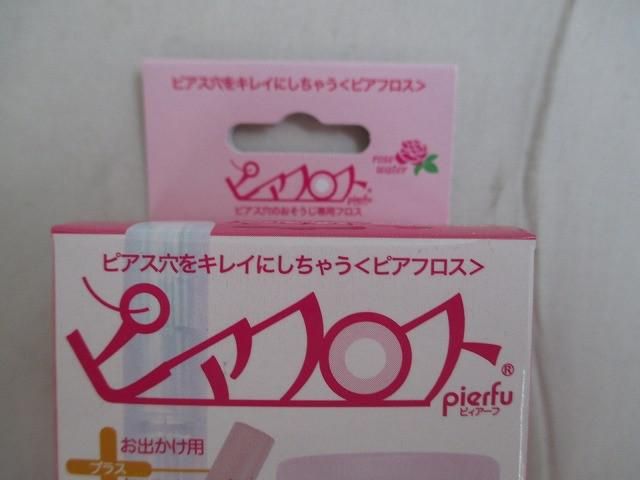 ピアス穴をキレイにしちゃう<ピアフロス>
ピアフロス
pierfu
rose
water
ピアス穴のおそうじ専用フロス
ピアス穴をキレイにしちゃう<ピアフロス>
ピアフロス®
pierfu
ピィアーフ
お出かけ用
プラス